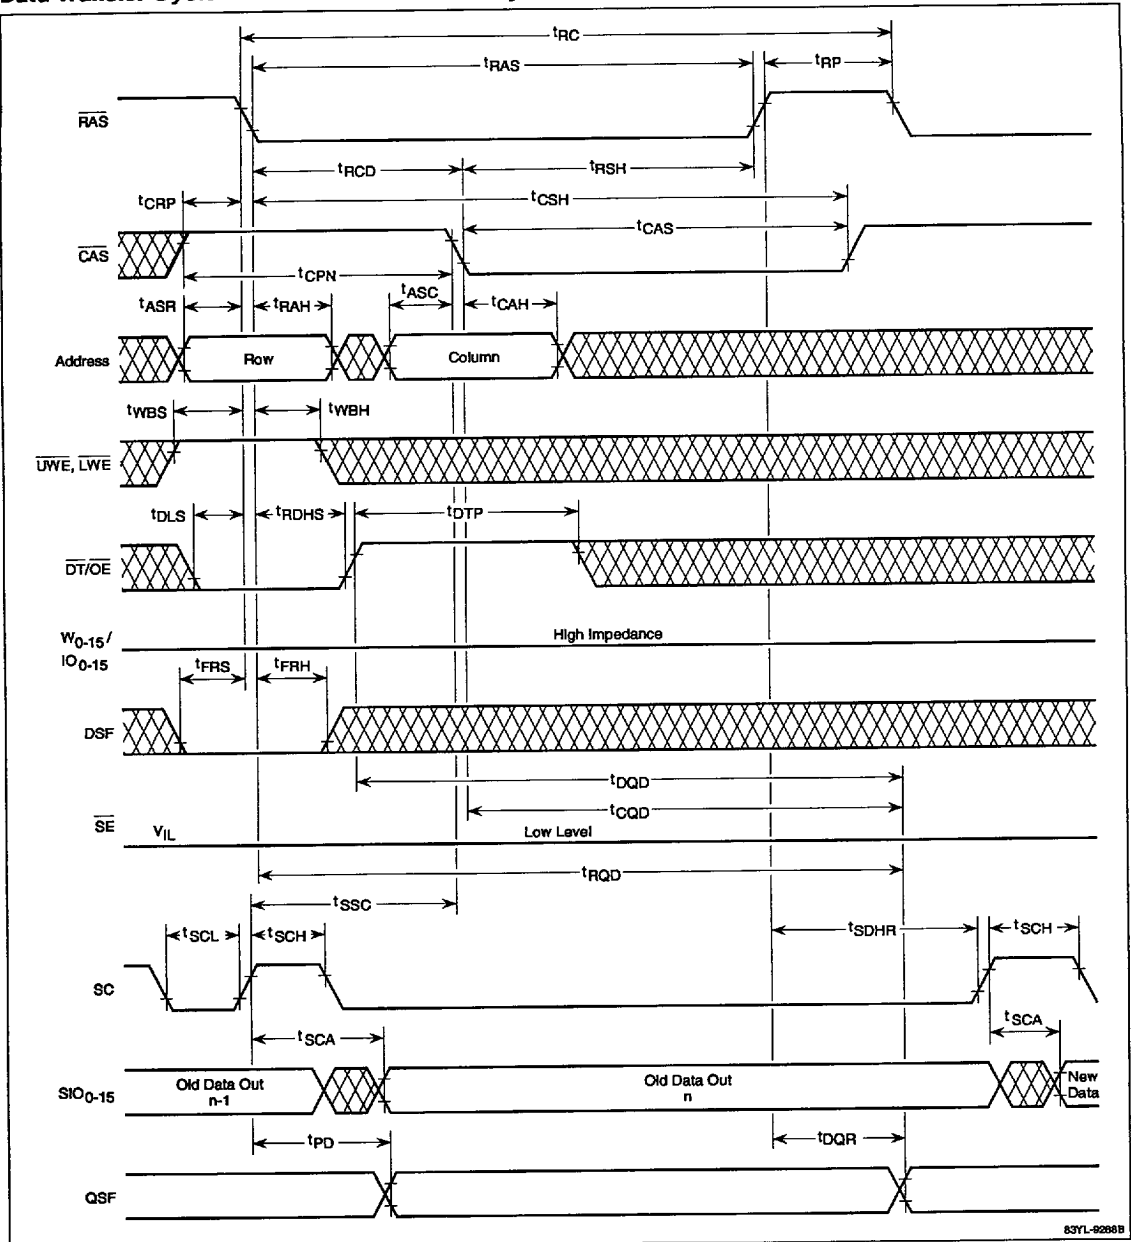 tRC
tRAS
tRP
RAS
tRCD
tRSH
tCRP
tCSH
tCAS
CAS
tCPN
tASR
tRAH
tASC
tCAH
Address
Row
Column
tWBS
tWBH
UWE, LWE
tDLS
tRDHS
tDTP
DT/OE
W0-15/
IO0-15
High Impedance
tFRS
tFRH
DSF
tDQD
tCQD
SE
VIL
Low Level
tRQD
tSSC
tSCL
tSCH
tSDHR
tSCH
SC
tSCA
tSCA
SIO0-15
Old Data Out
n-1
Old Data Out
n
New
Data
tPD
tDQR
QSF
83YL-9268B